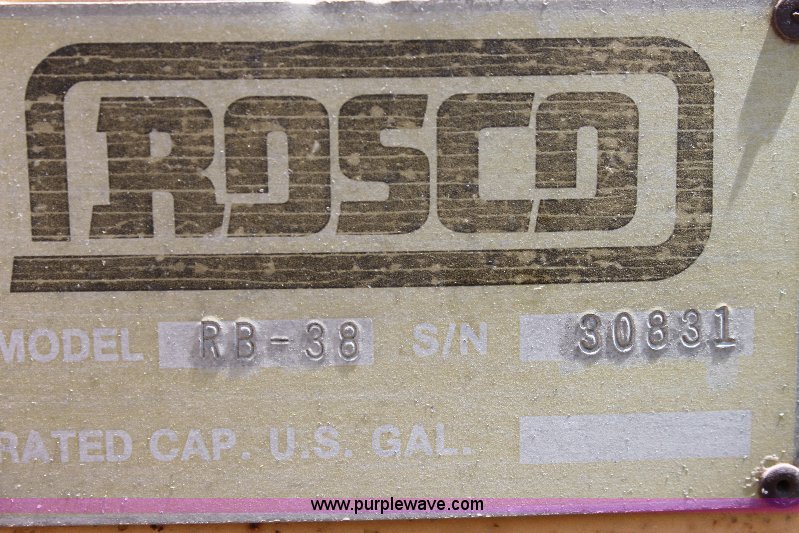 ROSCO
MODEL RB-38 S/N 30831
RATED CAP. U.S. GAL.
www.purplewave.com